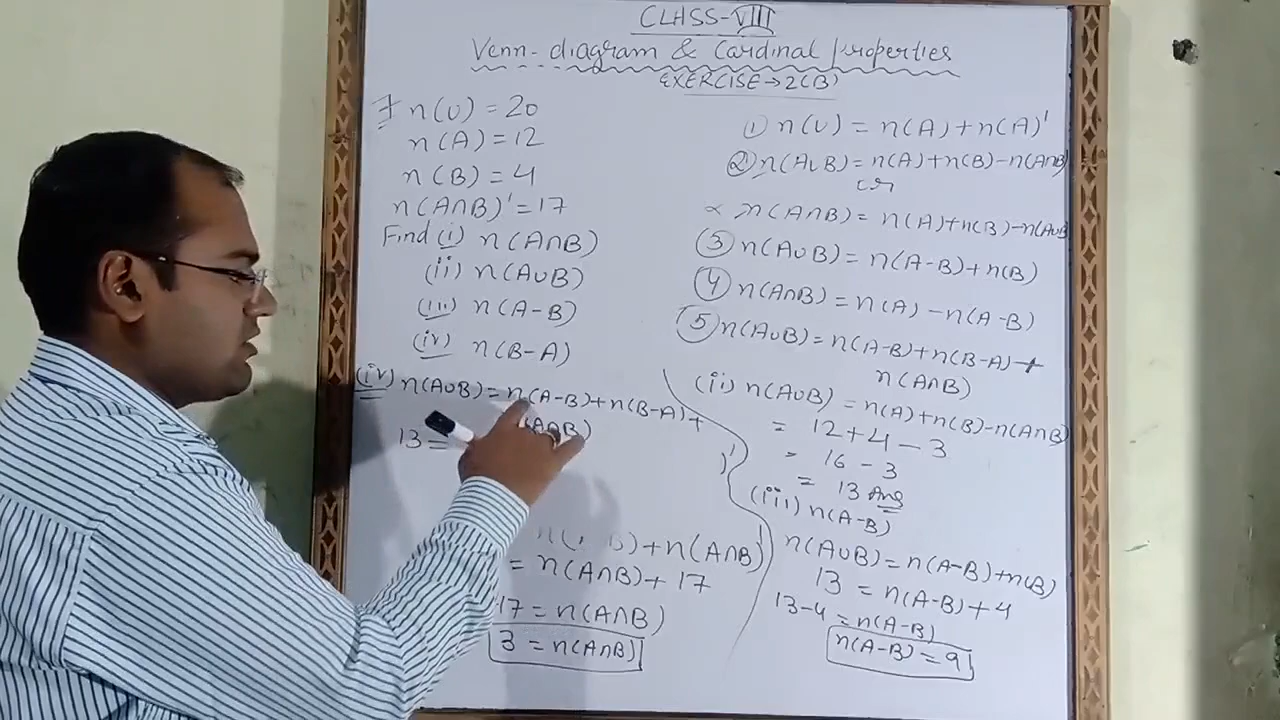 CLASS-VIII
Venn-diagram & Cardinal properties
EXERCISE→2(B)
7 n(U) = 20
n(A) = 12
n(B) = 4
n(A∩B)' = 17
Find (i) n(A∩B)
(ii) n(A∪B)
(iii) n(A-B)
(iv) n(B-A)
(iv) n(A∪B) = n(A-B)+n(B-A)+
(A∩B)
13 =
+n(A∩B)
= n(A∩B)+17
17 = n(A∩B)
3 = n(A∩B)
① n(U) = n(A)+n(A)'
② n(A∪B) = n(A)+n(B)-n(A∩B)
or
n(A∩B) = n(A)+n(B)-n(A∪B)
③ n(A∪B) = n(A-B)+n(B)
④ n(A∩B) = n(A)-n(A-B)
⑤ n(A∪B) = n(A-B)+n(B-A)+
n(A∩B)
(ii) n(A∪B) = n(A)+n(B)-n(A∩B)
= 12+4-3
= 16-3
= 13 Ans
(iii) n(A-B)
n(A∪B) = n(A-B)+n(B)
13 = n(A-B)+4
13-4 = n(A-B)
n(A-B) = 9